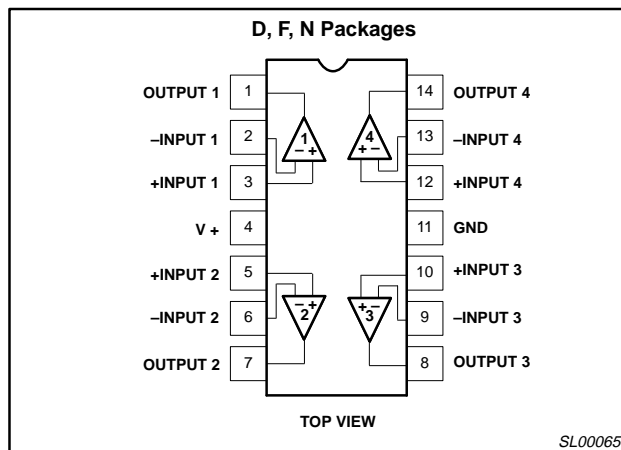 D, F, N Packages
OUTPUT 1 1 14 OUTPUT 4
–INPUT 1 2 1 4 13 –INPUT 4
– + + –
+INPUT 1 3 12 +INPUT 4
V + 4 11 GND
+INPUT 2 5 10 +INPUT 3
– + + –
–INPUT 2 6 2 3 9 –INPUT 3
OUTPUT 2 7 8 OUTPUT 3
TOP VIEW
SL00065